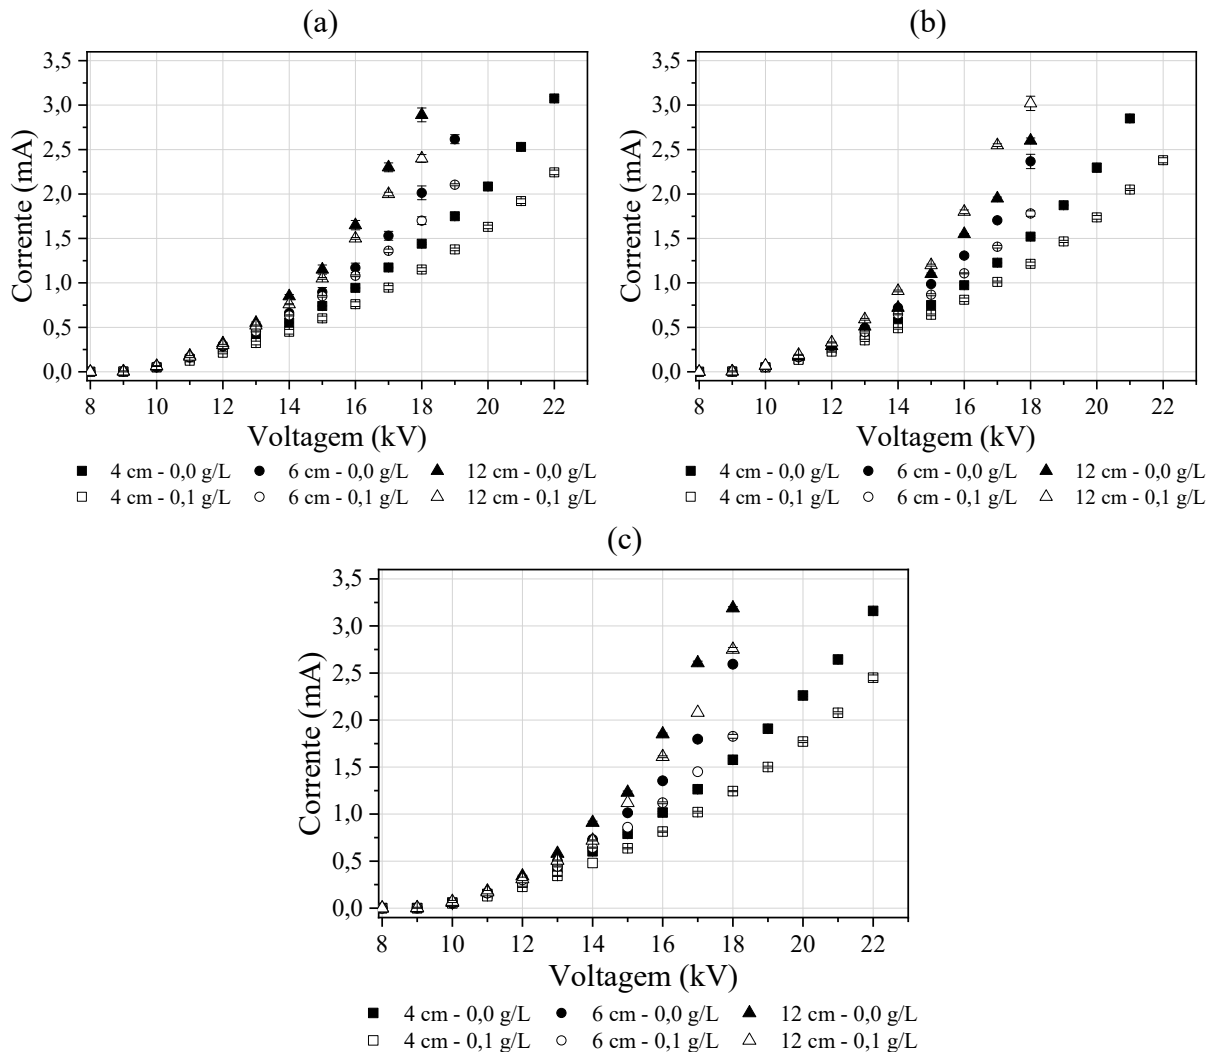 (a)
3,5
3,0
2,5
2,0
1,5
1,0
0,5
0,0
Corrente (mA)
8 10 12 14 16 18 20 22
Voltagem (kV)
4 cm - 0,0 g/L 6 cm - 0,0 g/L 12 cm - 0,0 g/L
4 cm - 0,1 g/L 6 cm - 0,1 g/L 12 cm - 0,1 g/L
(b)
3,5
3,0
2,5
2,0
1,5
1,0
0,5
0,0
Corrente (mA)
8 10 12 14 16 18 20 22
Voltagem (kV)
4 cm - 0,0 g/L 6 cm - 0,0 g/L 12 cm - 0,0 g/L
4 cm - 0,1 g/L 6 cm - 0,1 g/L 12 cm - 0,1 g/L
(c)
3,5
3,0
2,5
2,0
1,5
1,0
0,5
0,0
Corrente (mA)
8 10 12 14 16 18 20 22
Voltagem (kV)
4 cm - 0,0 g/L 6 cm - 0,0 g/L 12 cm - 0,0 g/L
4 cm - 0,1 g/L 6 cm - 0,1 g/L 12 cm - 0,1 g/L